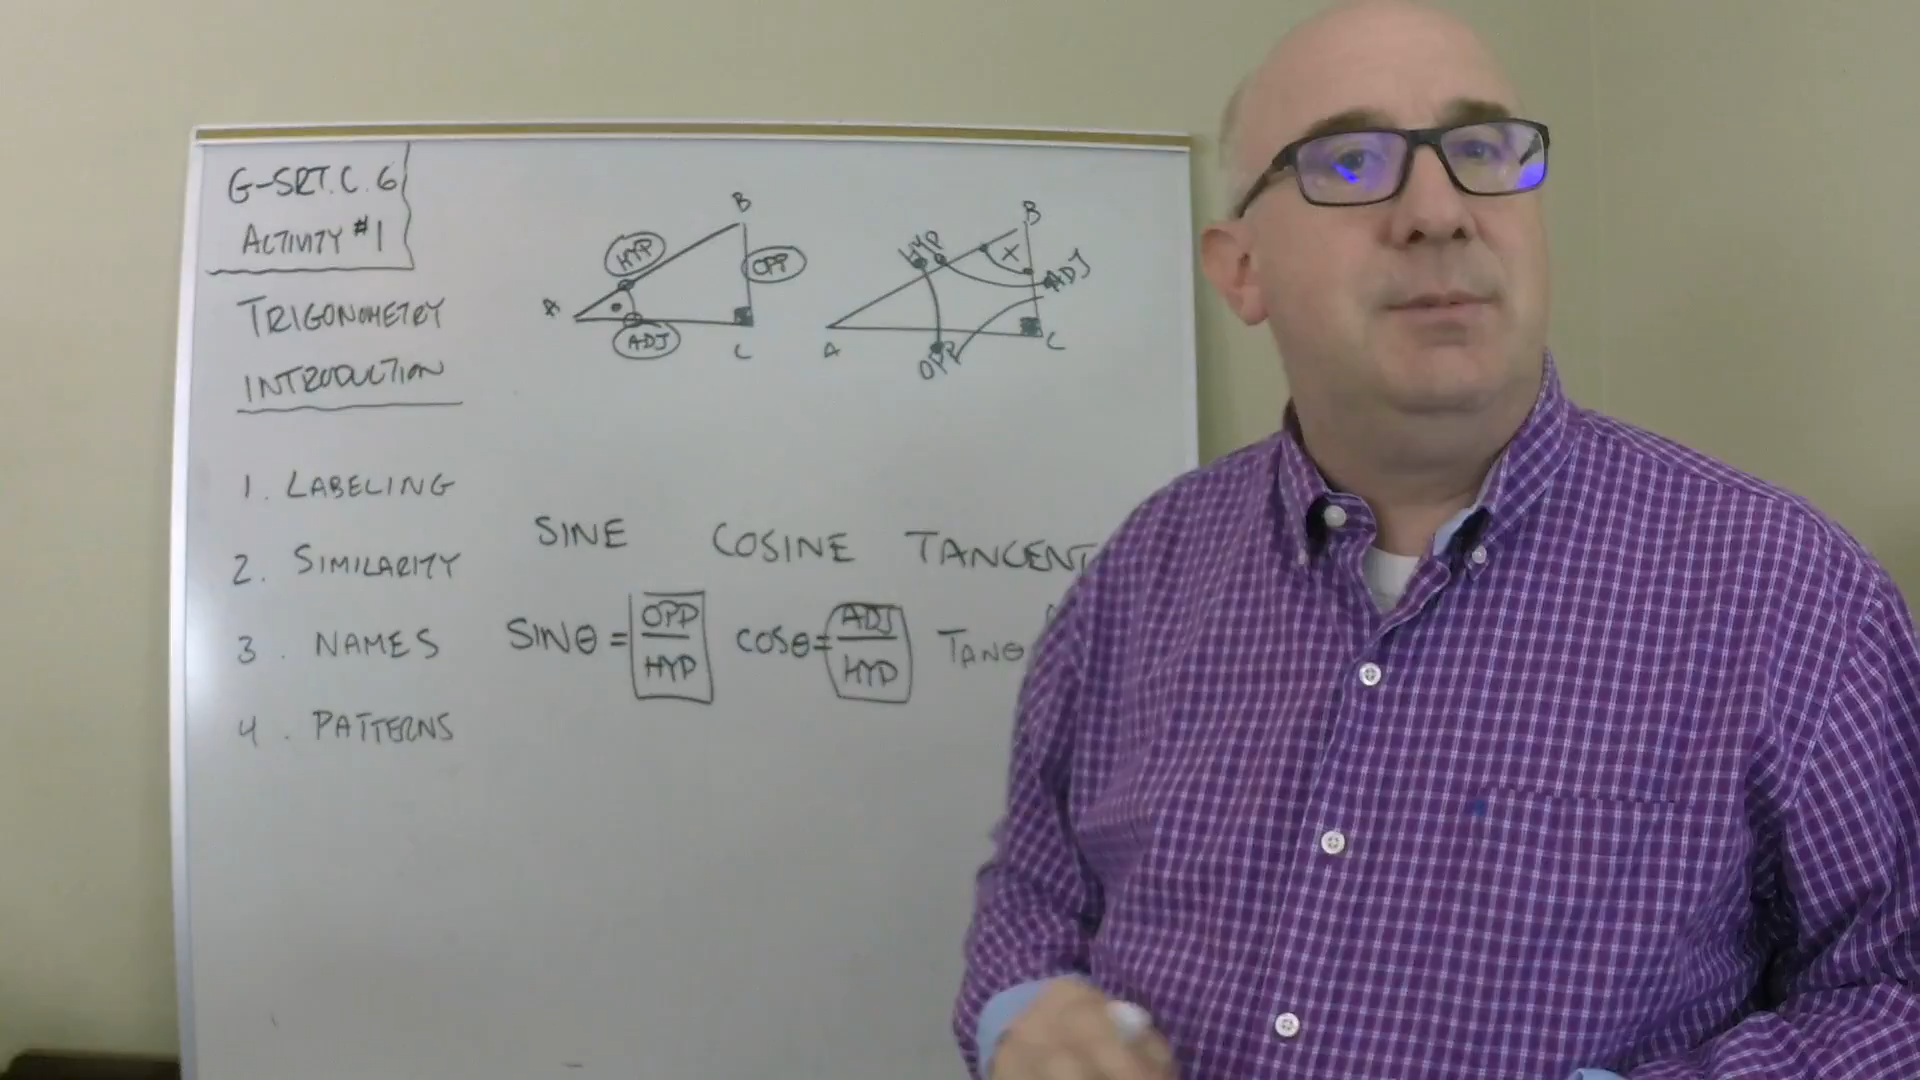 G-SRT.C.6
ACTIVITY #1
TRIGONOMETRY
INTRODUCTION
1. LABELING
2. SIMILARITY
3. NAMES
4. PATTERNS
B
HYP
OPP
A
θ
ADJ
C
B
HYP
X
ADJ
A
OPP
C
SINE COSINE TANGENT
SINθ = OPP/HYP COSθ = ADJ/HYP TANθ